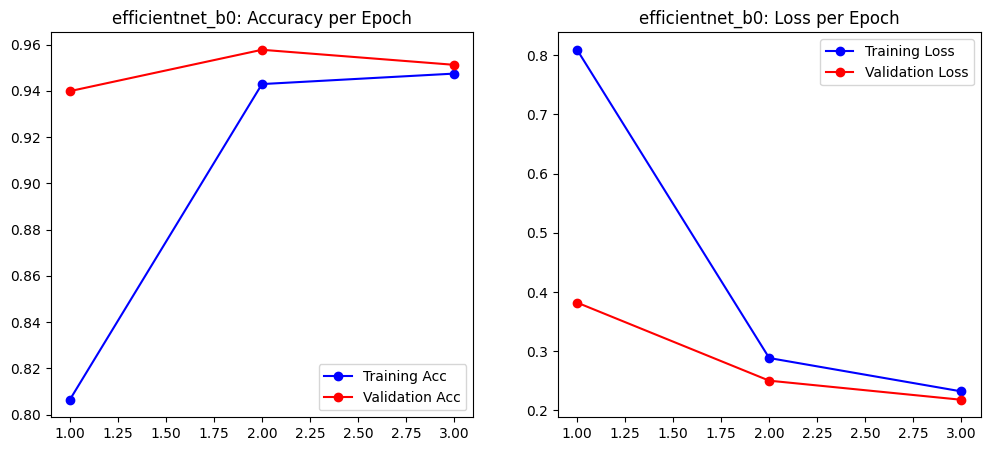 efficientnet_b0: Accuracy per Epoch
0.96
0.94
0.92
0.90
0.88
0.86
0.84
0.82
0.80
Training Acc
Validation Acc
1.00 1.25 1.50 1.75 2.00 2.25 2.50 2.75 3.00
efficientnet_b0: Loss per Epoch
Training Loss
Validation Loss
0.8
0.7
0.6
0.5
0.4
0.3
0.2
1.00 1.25 1.50 1.75 2.00 2.25 2.50 2.75 3.00